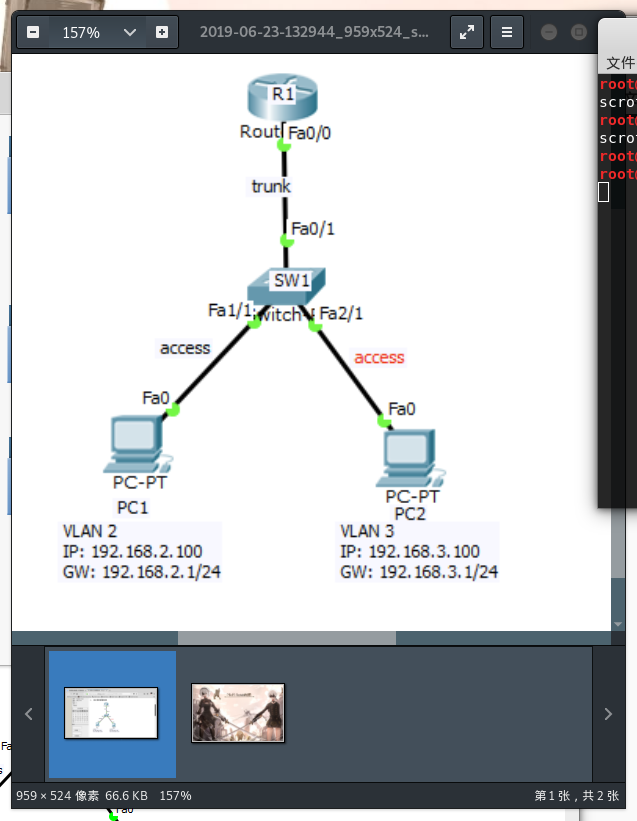 157%
2019-06-23-132944_959x524_s...
文件
root
scro
root
scro
root
root
R1
Rout
Fa0/0
trunk
Fa0/1
SW1
Fa1/1
witch-
Fa2/1
access
access
Fa0
Fa0
PC-PT
PC1
PC-PT
PC2
VLAN 2
IP: 192.168.2.100
GW: 192.168.2.1/24
VLAN 3
IP: 192.168.3.100
GW: 192.168.3.1/24
Fa
s
Fa0
959 × 524 像素 66.6 KB 157%
第 1 张，共 2 张